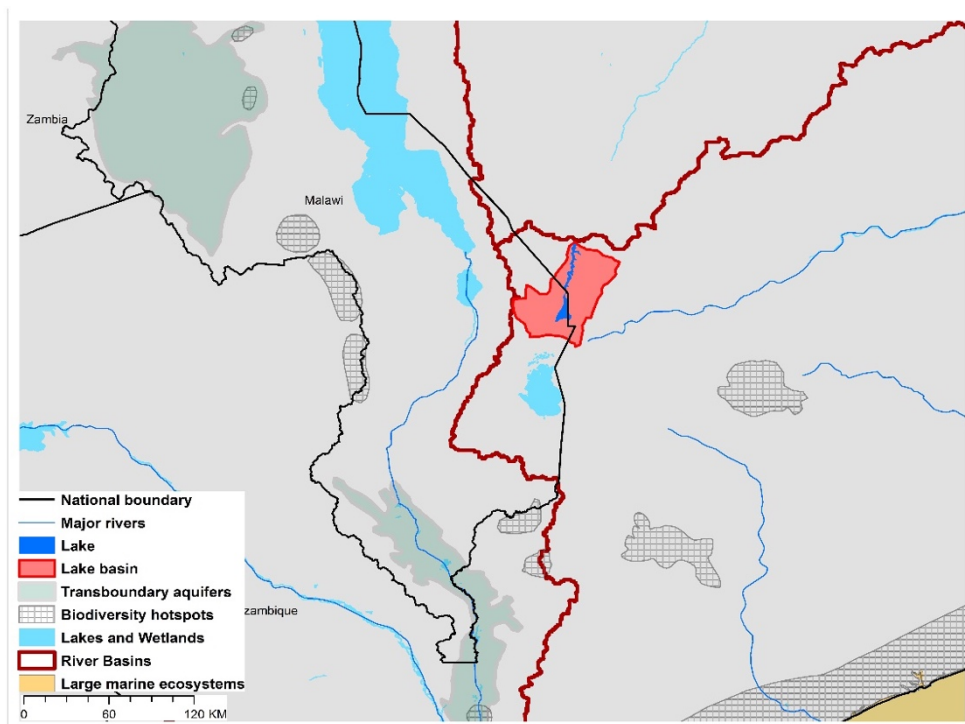 Zambia
Malawi
National boundary
Major rivers
Lake
Lake basin
Transboundary aquifers
Biodiversity hotspots
zambique
Lakes and Wetlands
River Basins
Large marine ecosystems
0 60 120 KM